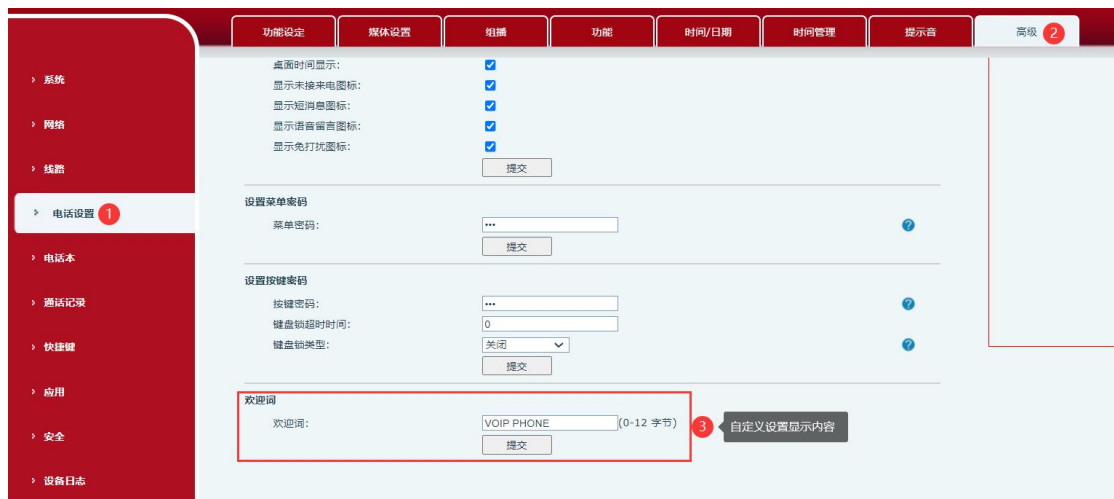 功能设定 媒体设置 组播 功能 时间/日期 时间管理 提示音 高级 2
› 系统
› 网络
› 线路
› 电话设置 1
› 电话本
› 通话记录
› 快捷键
› 应用
› 安全
› 设备日志
桌面时间显示:
显示未接来电图标:
显示短消息图标:
显示语音留言图标:
显示免打扰图标:
提交
设置菜单密码
菜单密码: ••• ?
提交
设置按键密码
按键密码: ••• ?
键盘锁超时时间: 0
键盘锁类型: 关闭 ?
提交
欢迎词
欢迎词: VOIP PHONE (0-12 字节) 3 自定义设置显示内容
提交